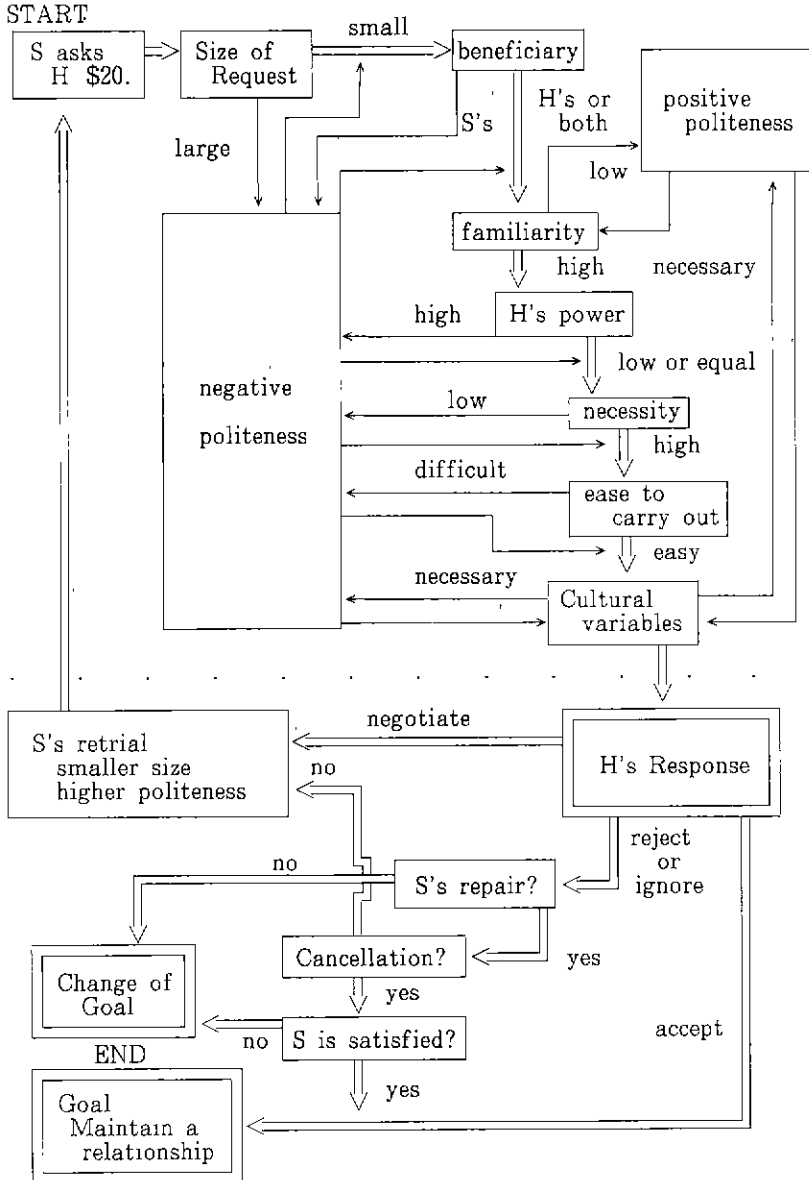 START
S asks
H $20.
Size of
Request
small
beneficiary
positive
politeness
large
S's
H's or
both
low
familiarity
high
necessary
H's power
high
low or equal
negative
politeness
low
necessity
high
difficult
ease to
carry out
easy
necessary
Cultural
variables
S's retrial
smaller size
higher politeness
negotiate
H's Response
no
reject
or
ignore
no
S's repair?
Cancellation?
yes
yes
Change of
Goal
no
S is satisfied?
accept
END
yes
Goal
Maintain a
relationship